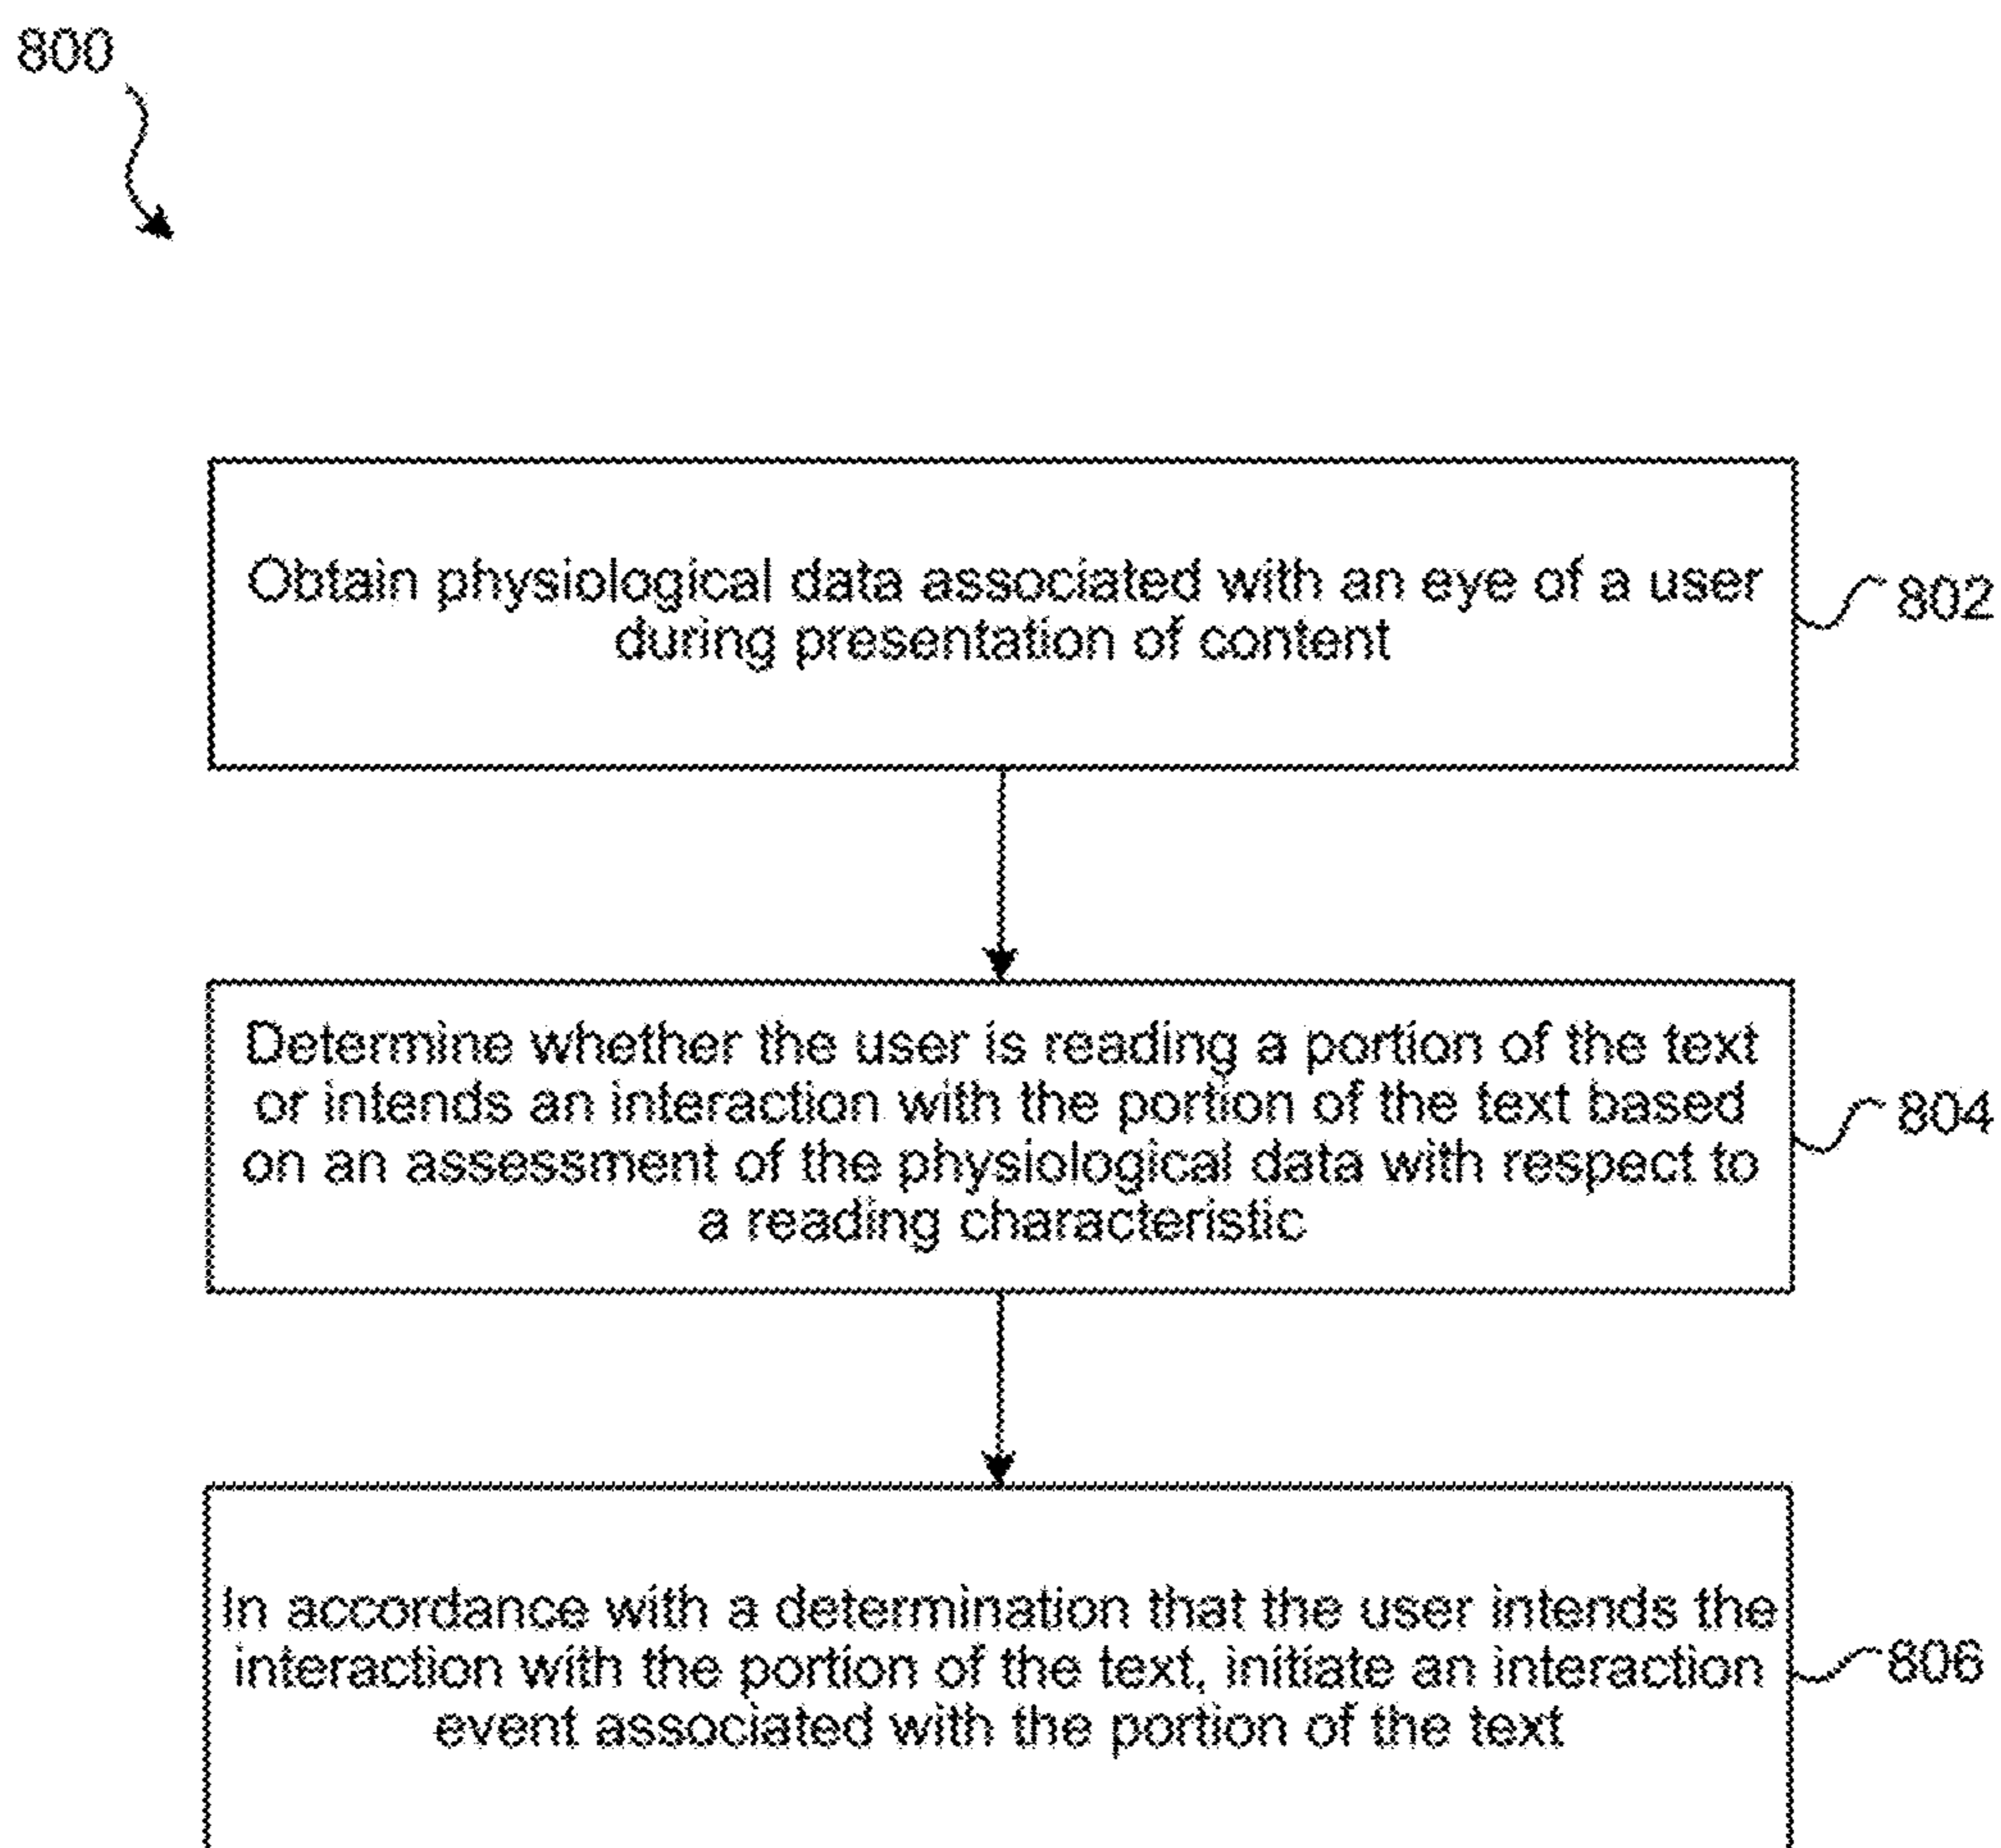 800
Obtain physiological data associated with an eye of a user
during presentation of content
802
Determine whether the user is reading a portion of the text
or intends an interaction with the portion of the text based
on an assessment of the physiological data with respect to
a reading characteristic
804
In accordance with a determination that the user intends the
interaction with the portion of the text, initiate an interaction
event associated with the portion of the text
806